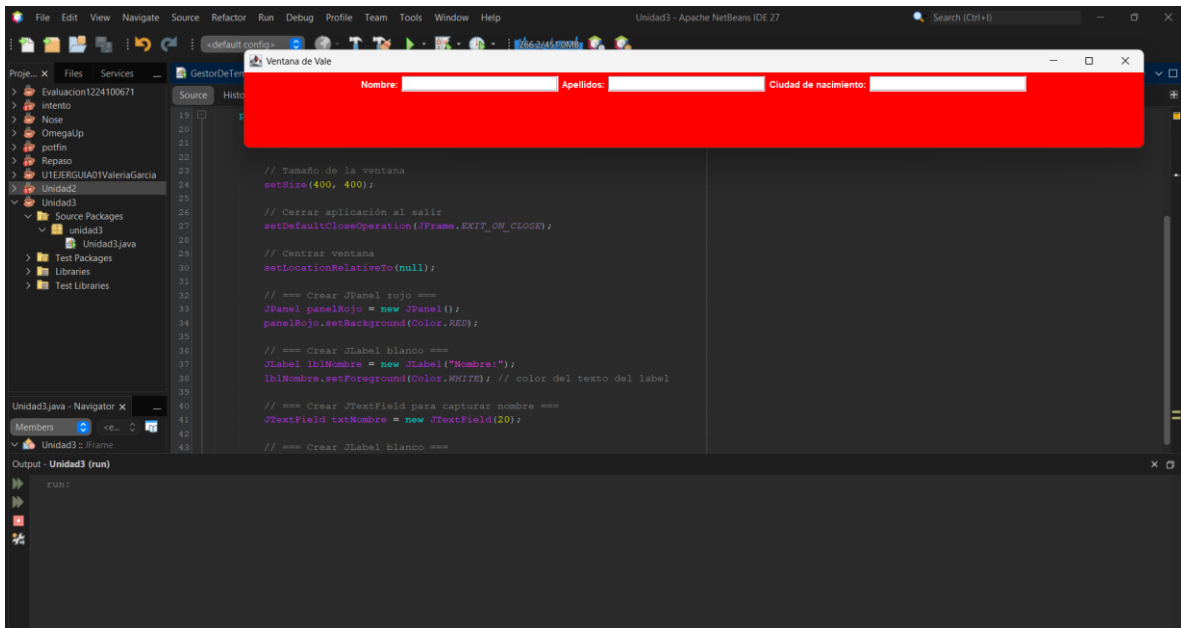 File Edit View Navigate Source Refactor Run Debug Profile Team Tools Window Help
Unidad3 - Apache NetBeans IDE 27
Search (Ctrl+I)
<default config>
Ventana de Vale
Nombre: Apellidos: Ciudad de nacimiento:
Proje... Files Services
GestorDeTer
Source Histo
Evaluacion1224100671
intento
Nose
OmegaUp
potfin
Repaso
U1EJERGUIA01ValeriaGarcia
Unidad2
Unidad3
Source Packages
unidad3
Unidad3.java
Test Packages
Libraries
Test Libraries
19
20
21
22
23 // Tamaño de la ventana
24 setSize(400, 400);
25
26 // Cerrar aplicación al salir
27 setDefaultCloseOperation(JFrame.EXIT_ON_CLOSE);
28
29 // Centrar ventana
30 setLocationRelativeTo(null);
31
32 // === Crear JPanel rojo ===
33 JPanel panelRojo = new JPanel();
34 panelRojo.setBackground(Color.RED);
35
36 // === Crear JLabel blanco ===
37 JLabel lblNombre = new JLabel("Nombre:");
38 lblNombre.setForeground(Color.WHITE); // color del texto del label
39
40 // === Crear JTextField para capturar nombre ===
41 JTextField txtNombre = new JTextField(20);
42
43 // === Crear JLabel blanco ===
Unidad3.java - Navigator
Members <e...
Unidad3 :: JFrame
Output - Unidad3 (run)
run: